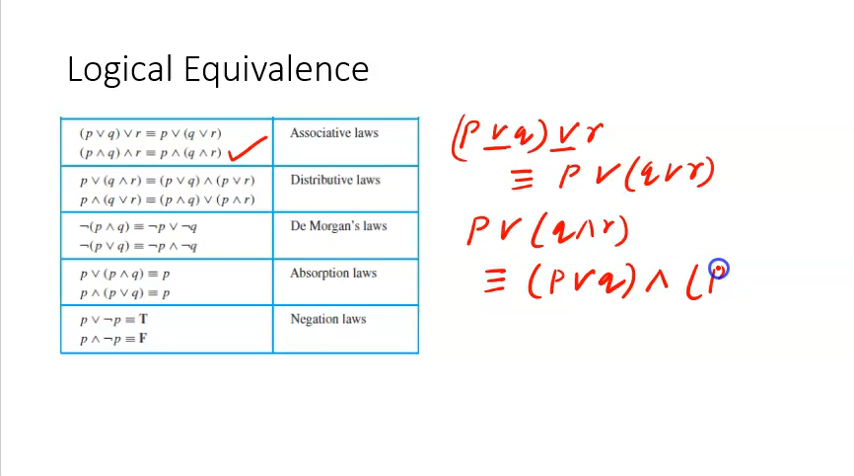 Logical Equivalence
(p ∨ q) ∨ r ≡ p ∨ (q ∨ r)
(p ∧ q) ∧ r ≡ p ∧ (q ∧ r)
Associative laws
p ∨ (q ∧ r) ≡ (p ∨ q) ∧ (p ∨ r)
p ∧ (q ∨ r) ≡ (p ∧ q) ∨ (p ∧ r)
Distributive laws
¬(p ∧ q) ≡ ¬p ∨ ¬q
¬(p ∨ q) ≡ ¬p ∧ ¬q
De Morgan's laws
p ∨ (p ∧ q) ≡ p
p ∧ (p ∨ q) ≡ p
Absorption laws
p ∨ ¬p ≡ T
p ∧ ¬p ≡ F
Negation laws
(p ∨ q) ∨ r
≡ p ∨ (q ∨ r)
p ∨ (q ∧ r)
≡ (p ∨ q) ∧ (p